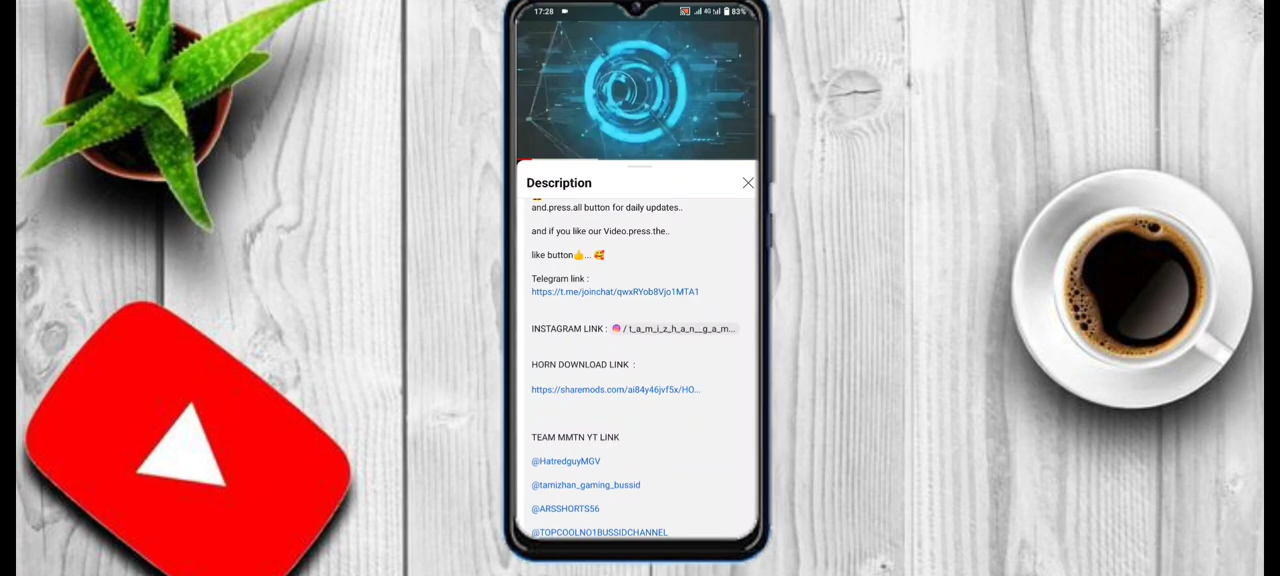 17:28 4G 83%
Description
and.press.all button for daily updates..
and if you like our Video.press.the..
like button👍... 🥰
Telegram link :
https://t.me/joinchat/qwxRYob8Vjo1MTA1
INSTAGRAM LINK : / t_a_m_i_z_h_a_n__g_a_m...
HORN DOWNLOAD LINK :
https://sharemods.com/ai84y46jvf5x/HO...
TEAM MMTN YT LINK
@HatredguyMGV
@tamizhan_gaming_bussid
@ARSSHORTS56
@TOPCOOLNO1BUSSIDCHANNEL